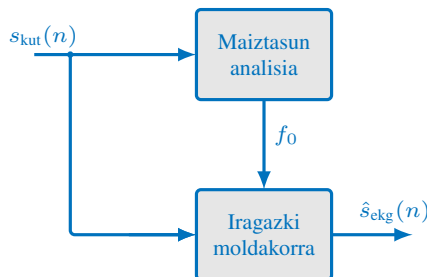 s_kut(n)
Maiztasun
analisia
f_0
Iragazki
moldakorra
ŝ_ekg(n)